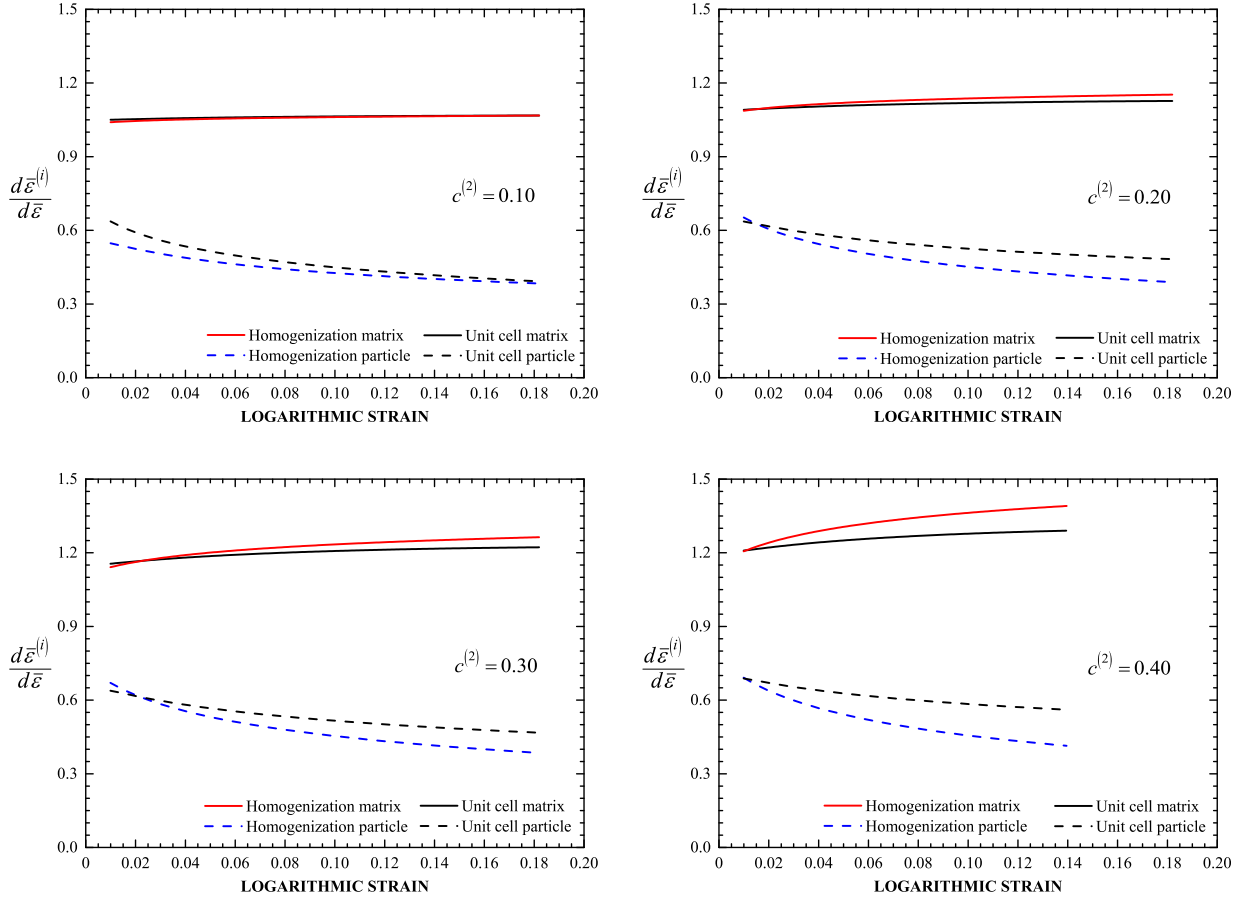 1.5
1.2
0.9
0.6
0.3
0.0
dε̄⁽ⁱ⁾
dε̄
c⁽²⁾ = 0.10
Homogenization matrix Unit cell matrix
Homogenization particle Unit cell particle
0 0.02 0.04 0.06 0.08 0.10 0.12 0.14 0.16 0.18 0.20
LOGARITHMIC STRAIN
1.5
1.2
0.9
0.6
0.3
0.0
dε̄⁽ⁱ⁾
dε̄
c⁽²⁾ = 0.20
Homogenization matrix Unit cell matrix
Homogenization particle Unit cell particle
0 0.02 0.04 0.06 0.08 0.10 0.12 0.14 0.16 0.18 0.20
LOGARITHMIC STRAIN
1.5
1.2
0.9
0.6
0.3
0.0
dε̄⁽ⁱ⁾
dε̄
c⁽²⁾ = 0.30
Homogenization matrix Unit cell matrix
Homogenization particle Unit cell particle
0 0.02 0.04 0.06 0.08 0.10 0.12 0.14 0.16 0.18 0.20
LOGARITHMIC STRAIN
1.5
1.2
0.9
0.6
0.3
0.0
dε̄⁽ⁱ⁾
dε̄
c⁽²⁾ = 0.40
Homogenization matrix Unit cell matrix
Homogenization particle Unit cell particle
0 0.02 0.04 0.06 0.08 0.10 0.12 0.14 0.16 0.18 0.20
LOGARITHMIC STRAIN